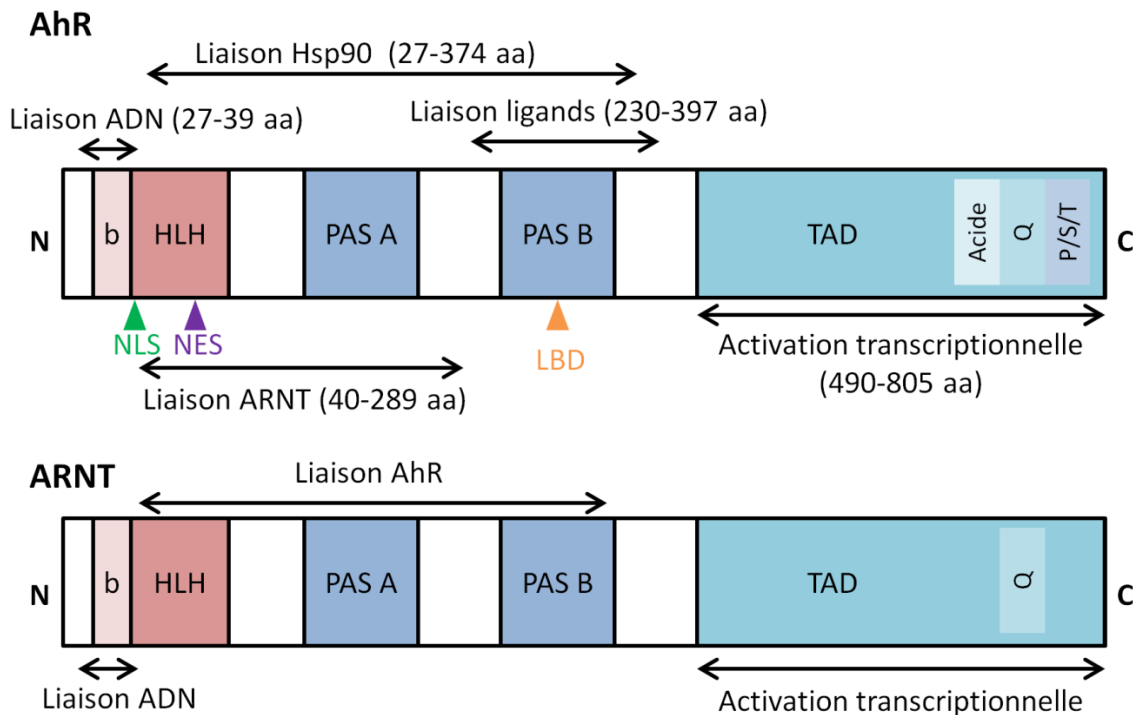 AhR
Liaison Hsp90 (27-374 aa)
Liaison ADN (27-39 aa)
Liaison ligands (230-397 aa)
N
b
HLH
PAS A
PAS B
TAD
Acide
Q
P/S/T
C
NLS
NES
LBD
Liaison ARNT (40-289 aa)
Activation transcriptionnelle
(490-805 aa)
ARNT
Liaison AhR
N
b
HLH
PAS A
PAS B
TAD
Q
C
Liaison ADN
Activation transcriptionnelle